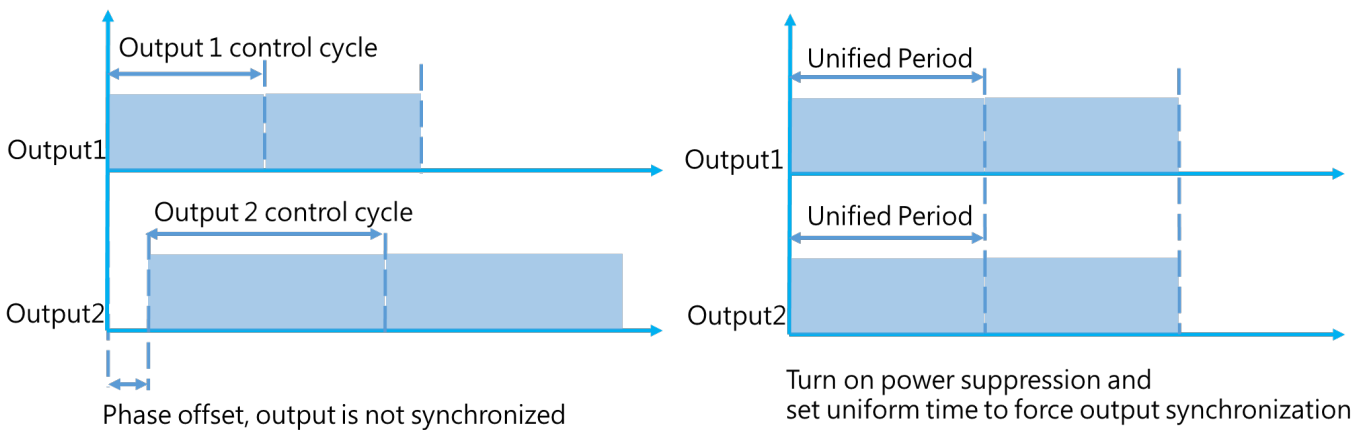 Output 1 control cycle
Output1
Output 2 control cycle
Output2
Phase offset, output is not synchronized
Unified Period
Output1
Unified Period
Output2
Turn on power suppression and
set uniform time to force output synchronization